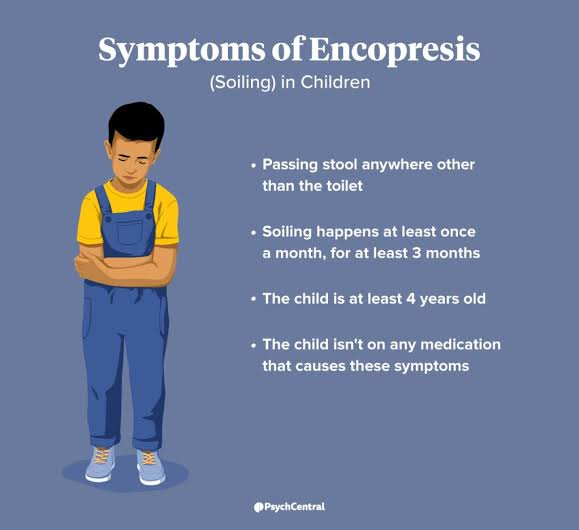 Symptoms of Encopresis
(Soiling) in Children
• Passing stool anywhere other
than the toilet
• Soiling happens at least once
a month, for at least 3 months
• The child is at least 4 years old
• The child isn't on any medication
that causes these symptoms
PsychCentral